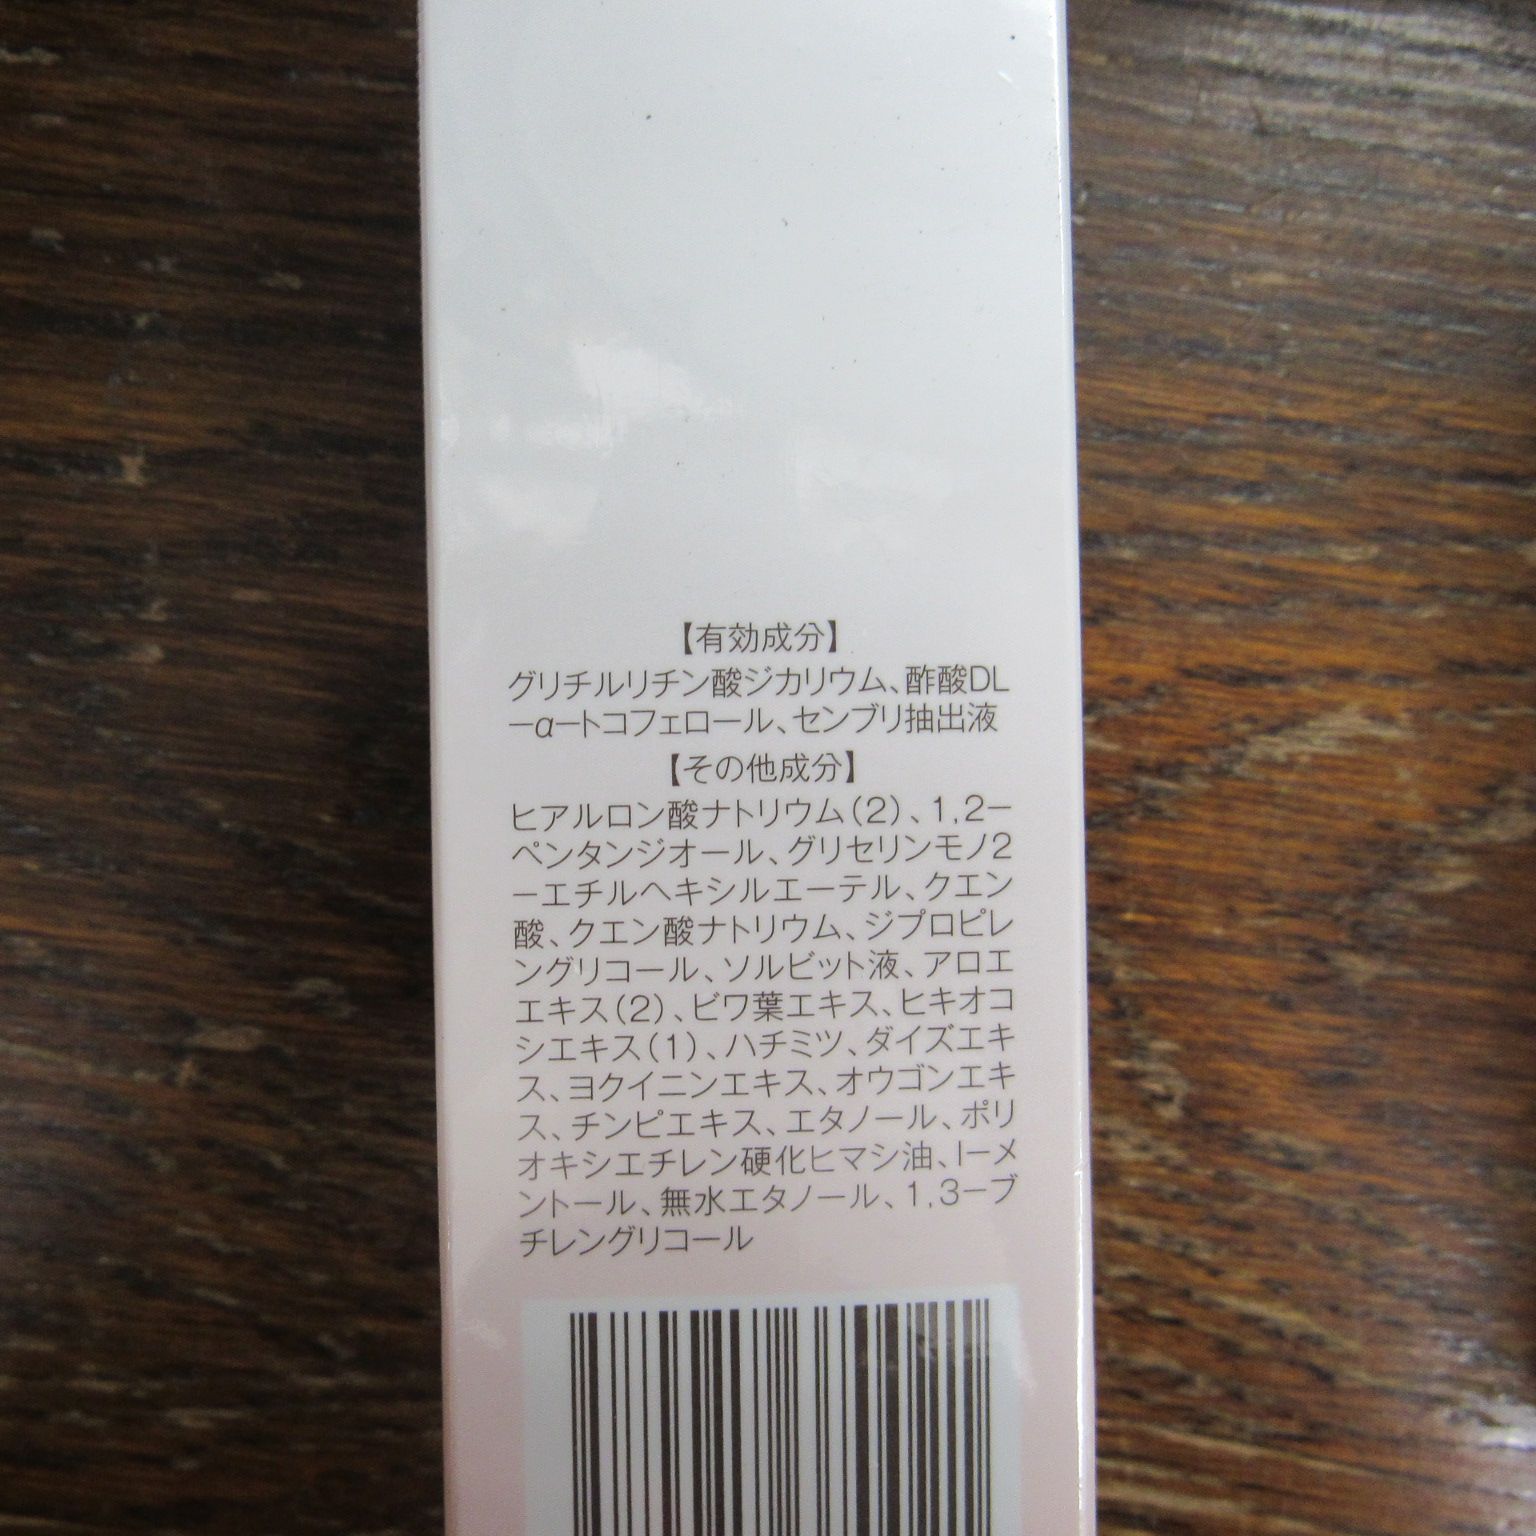 【有効成分】
グリチルリチン酸ジカリウム、酢酸DL
ーαートコフェロール、センブリ抽出液
【その他成分】
ヒアルロン酸ナトリウム(2)、1,2ー
ペンタンジオール、グリセリンモノ2
ーエチルヘキシルエーテル、クエン
酸、クエン酸ナトリウム、ジプロピレ
ングリコール、ソルビット液、アロエ
エキス(2)、ビワ葉エキス、ヒキオコ
シエキス(1)、ハチミツ、ダイズエキ
ス、ヨクイニンエキス、オウゴンエキ
ス、チンピエキス、エタノール、ポリ
オキシエチレン硬化ヒマシ油、lーメ
ントール、無水エタノール、1,3ーブ
チレングリコール